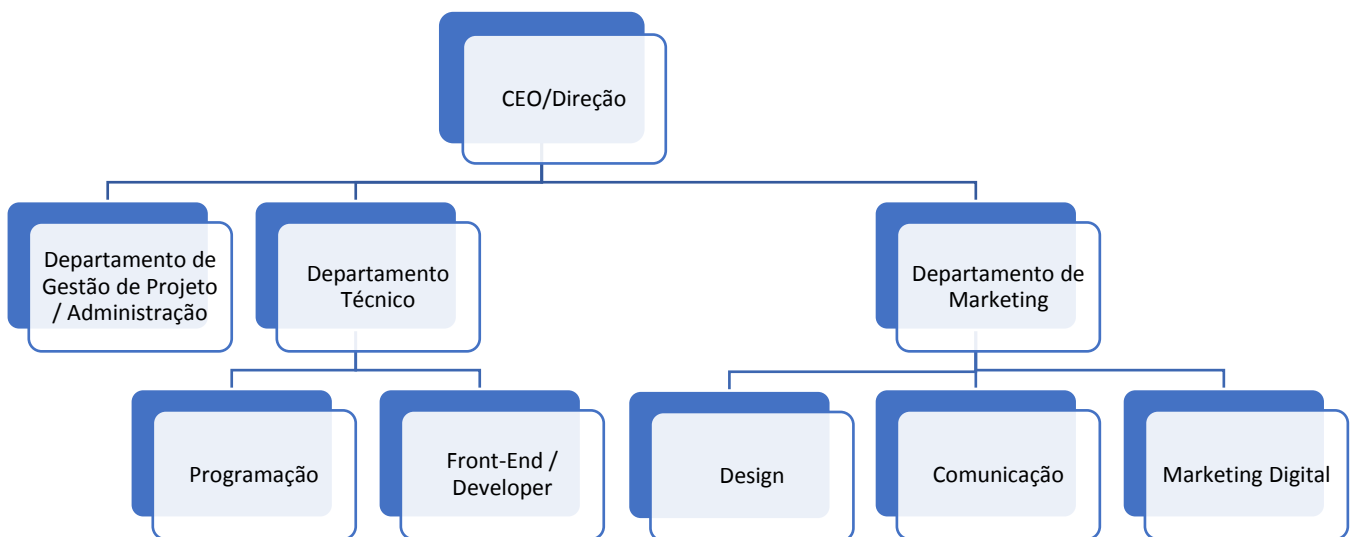 CEO/Direção
Departamento de
Gestão de Projeto
/ Administração
Departamento
Técnico
Departamento de
Marketing
Programação
Front-End /
Developer
Design
Comunicação
Marketing Digital